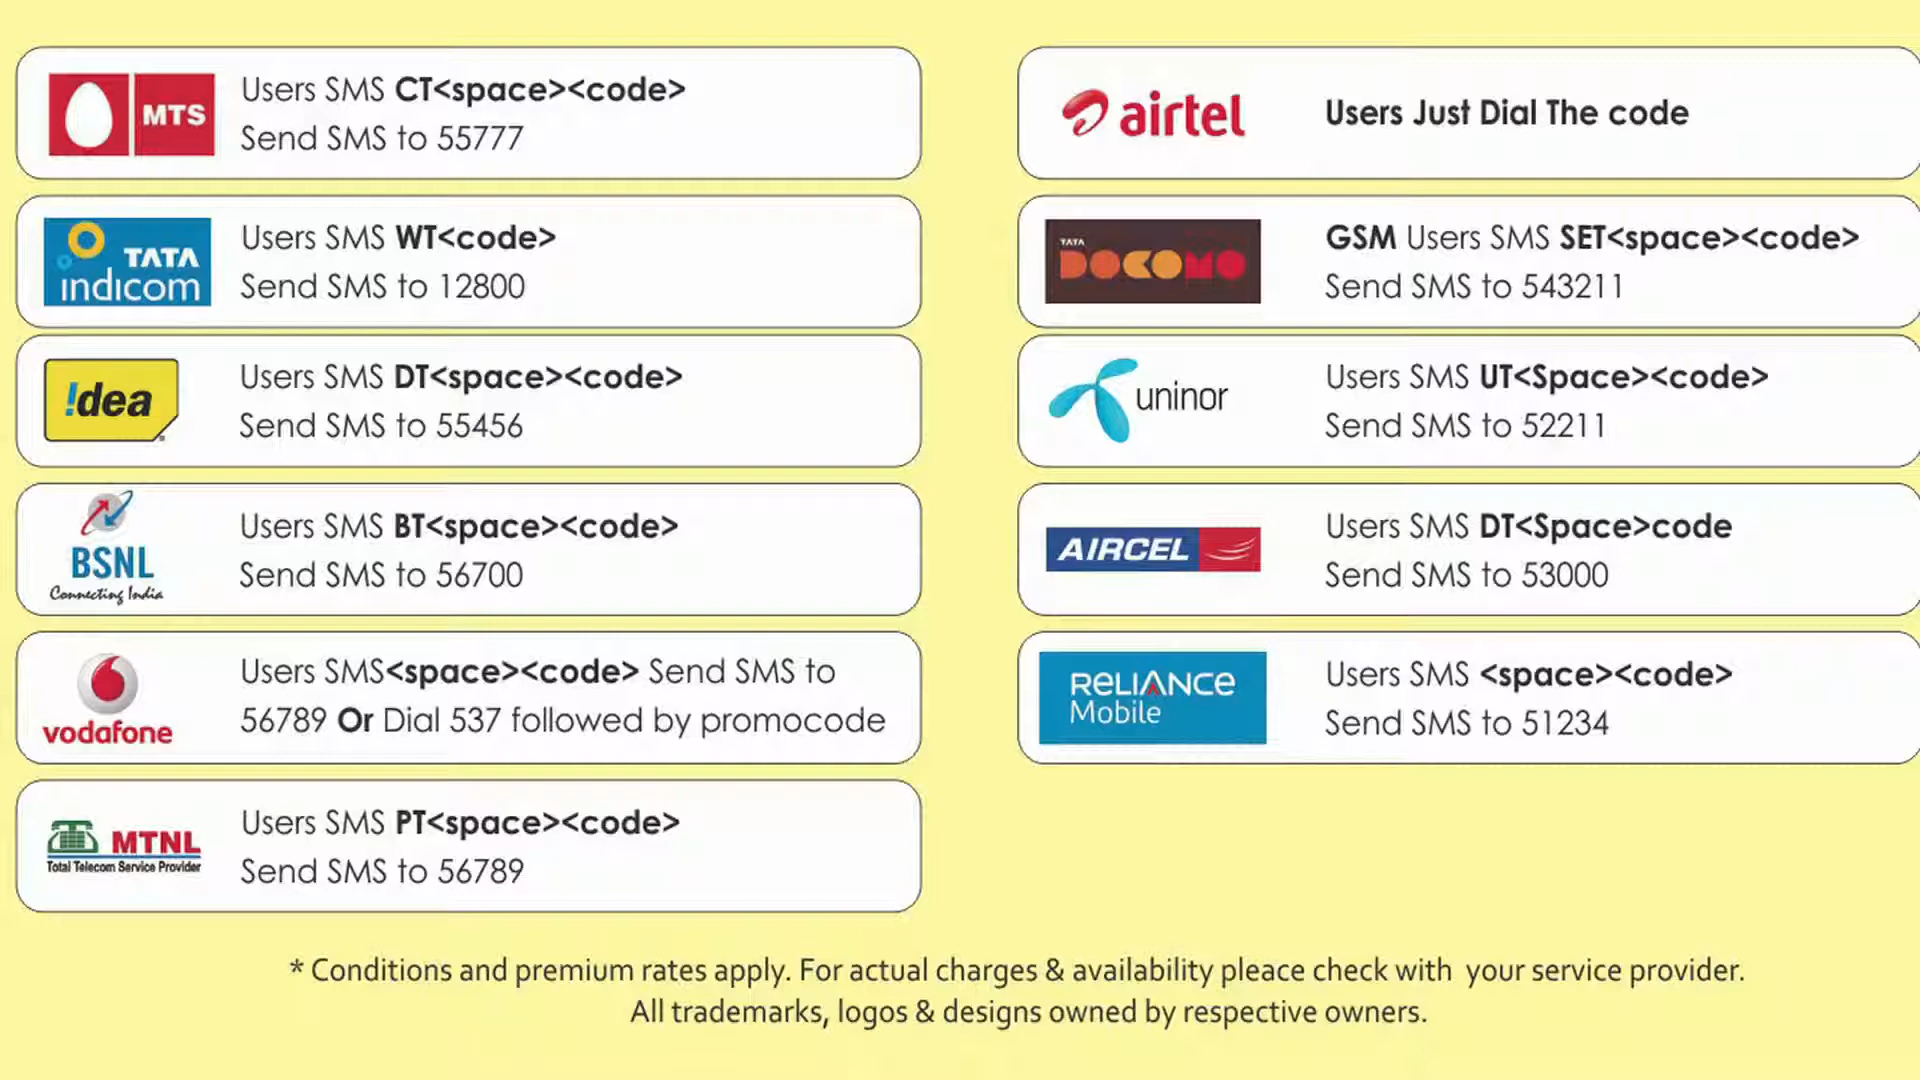 MTS
Users SMS CT<space><code>
Send SMS to 55777
TATA
indicom
Users SMS WT<code>
Send SMS to 12800
!dea
Users SMS DT<space><code>
Send SMS to 55456
BSNL
Connecting India
Users SMS BT<space><code>
Send SMS to 56700
vodafone
Users SMS<space><code> Send SMS to
56789 Or Dial 537 followed by promocode
MTNL
Total Telecom Service Provider
Users SMS PT<space><code>
Send SMS to 56789
airtel
Users Just Dial The code
TATA
DOCOMO
GSM Users SMS SET<space><code>
Send SMS to 543211
uninor
Users SMS UT<Space><code>
Send SMS to 52211
AIRCEL
Users SMS DT<Space>code
Send SMS to 53000
RELIANCe
Mobile
Users SMS <space><code>
Send SMS to 51234
* Conditions and premium rates apply. For actual charges & availability pleace check with your service provider.
All trademarks, logos & designs owned by respective owners.